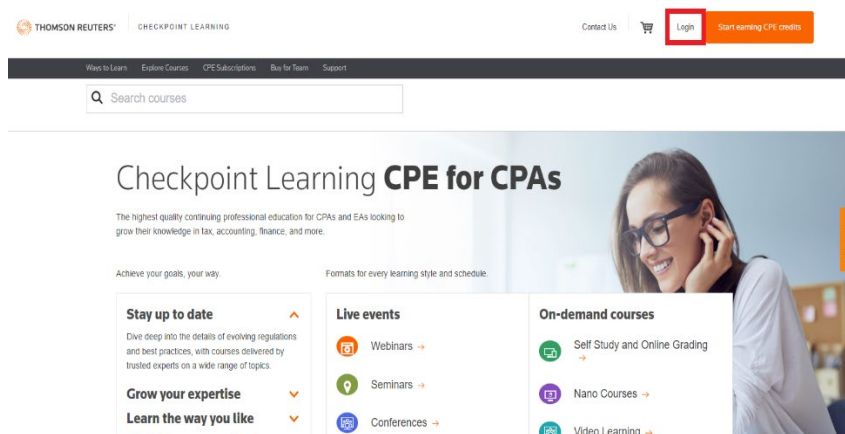 THOMSON REUTERS®
CHECKPOINT LEARNING
Contact Us
Login
Start earning CPE credits
Ways to Learn Explore Courses CPE Subscriptions Buy for Team Support
Search courses
Checkpoint Learning CPE for CPAs
The highest quality continuing professional education for CPAs and EAs looking to
grow their knowledge in tax, accounting, finance, and more.
Achieve your goals, your way.
Formats for every learning style and schedule.
Stay up to date
Dive deep into the details of evolving regulations
and best practices, with courses delivered by
trusted experts on a wide range of topics.
Grow your expertise
Learn the way you like
Live events
Webinars →
Seminars →
Conferences →
On-demand courses
Self Study and Online Grading
→
Nano Courses →
Video Learning →